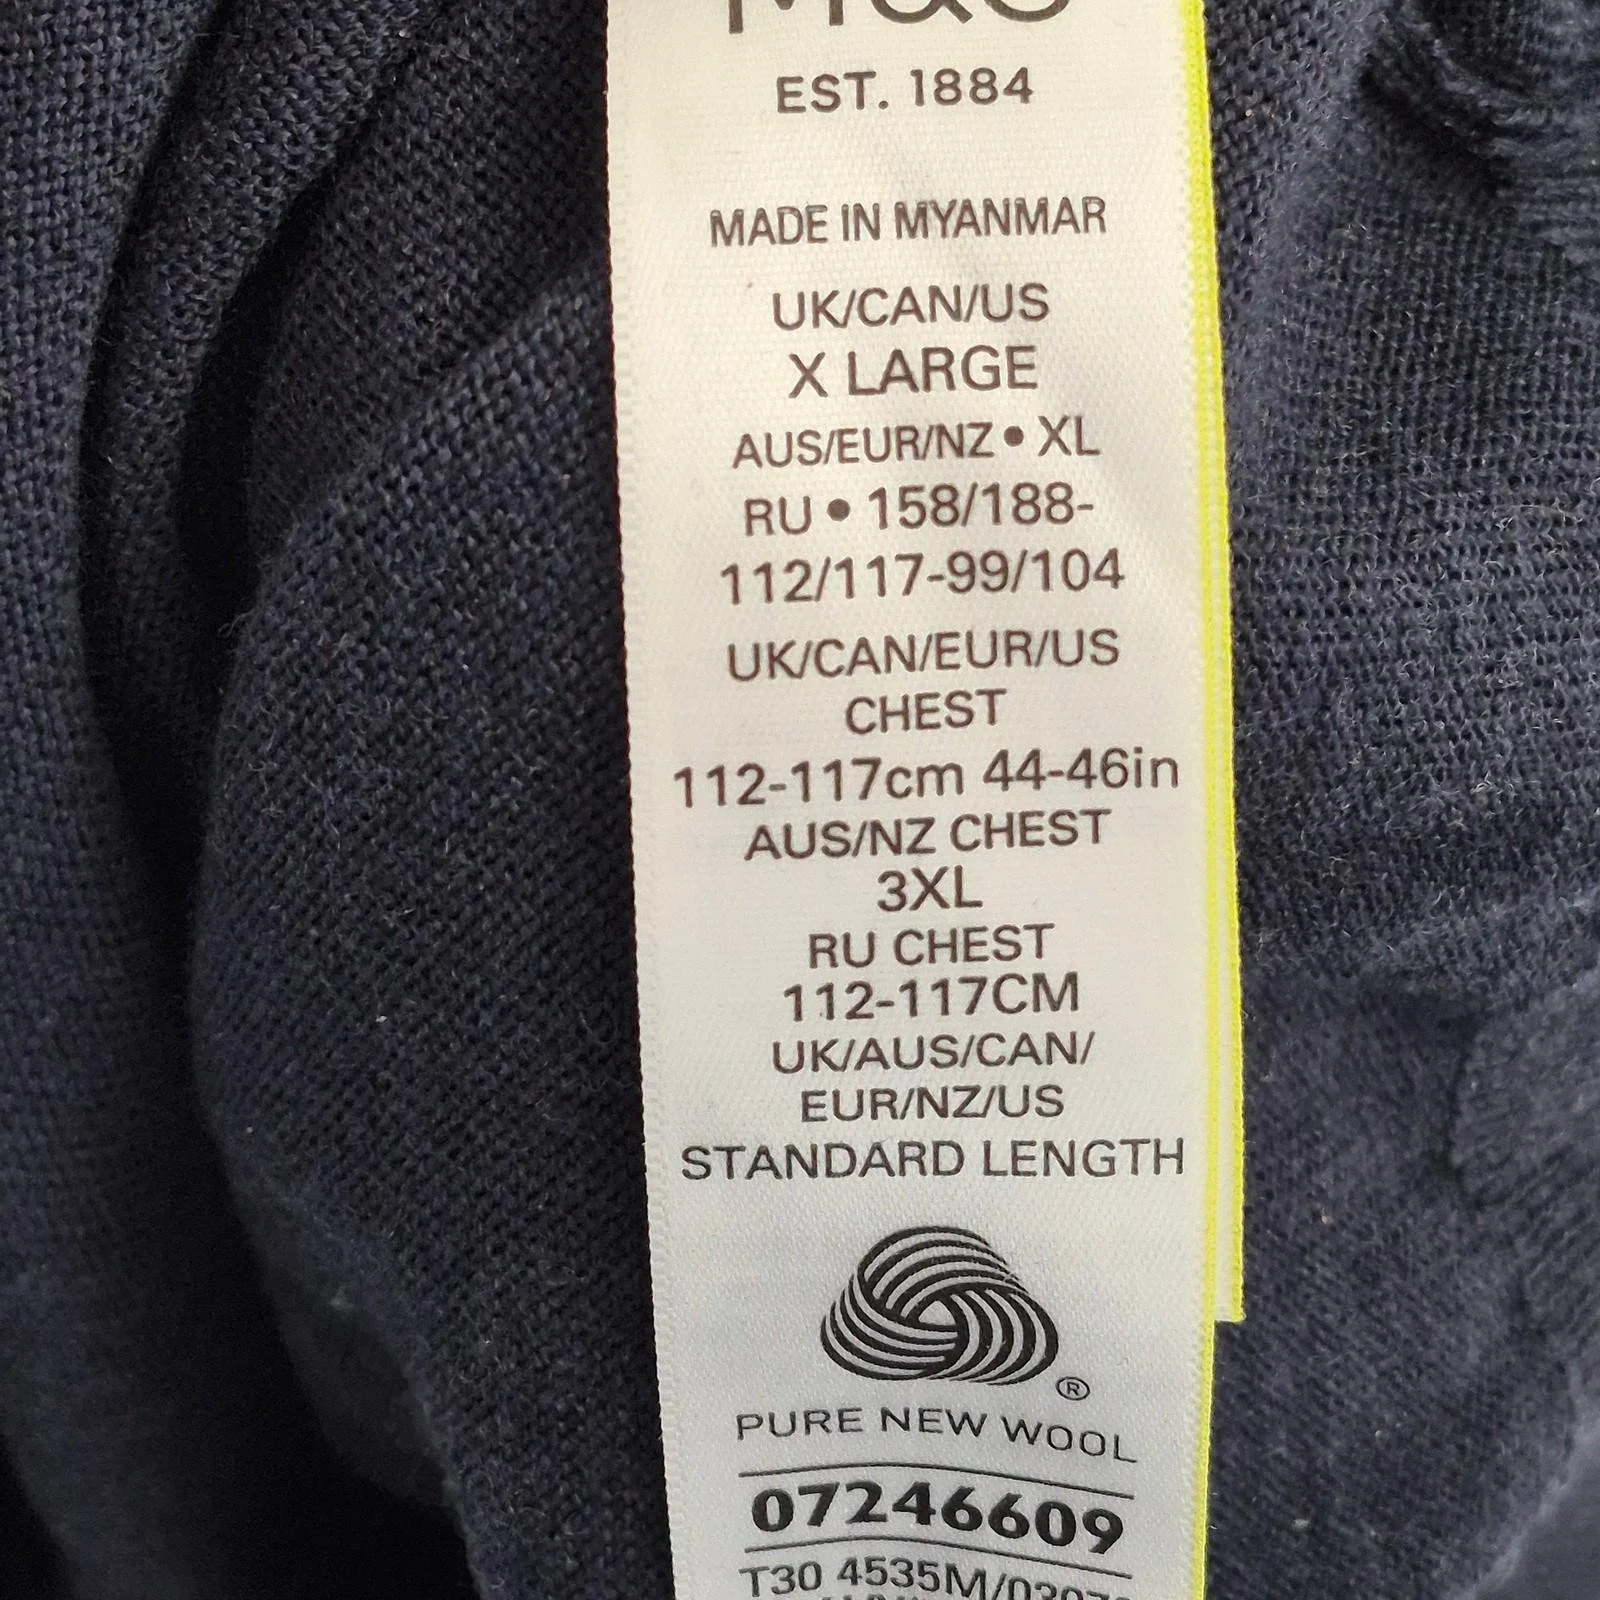 M&S
EST. 1884
MADE IN MYANMAR
UK/CAN/US
X LARGE
AUS/EUR/NZ • XL
RU • 158/188-
112/117-99/104
UK/CAN/EUR/US
CHEST
112-117cm 44-46in
AUS/NZ CHEST
3XL
RU CHEST
112-117CM
UK/AUS/CAN/
EUR/NZ/US
STANDARD LENGTH
®
PURE NEW WOOL
07246609
T30 4535M